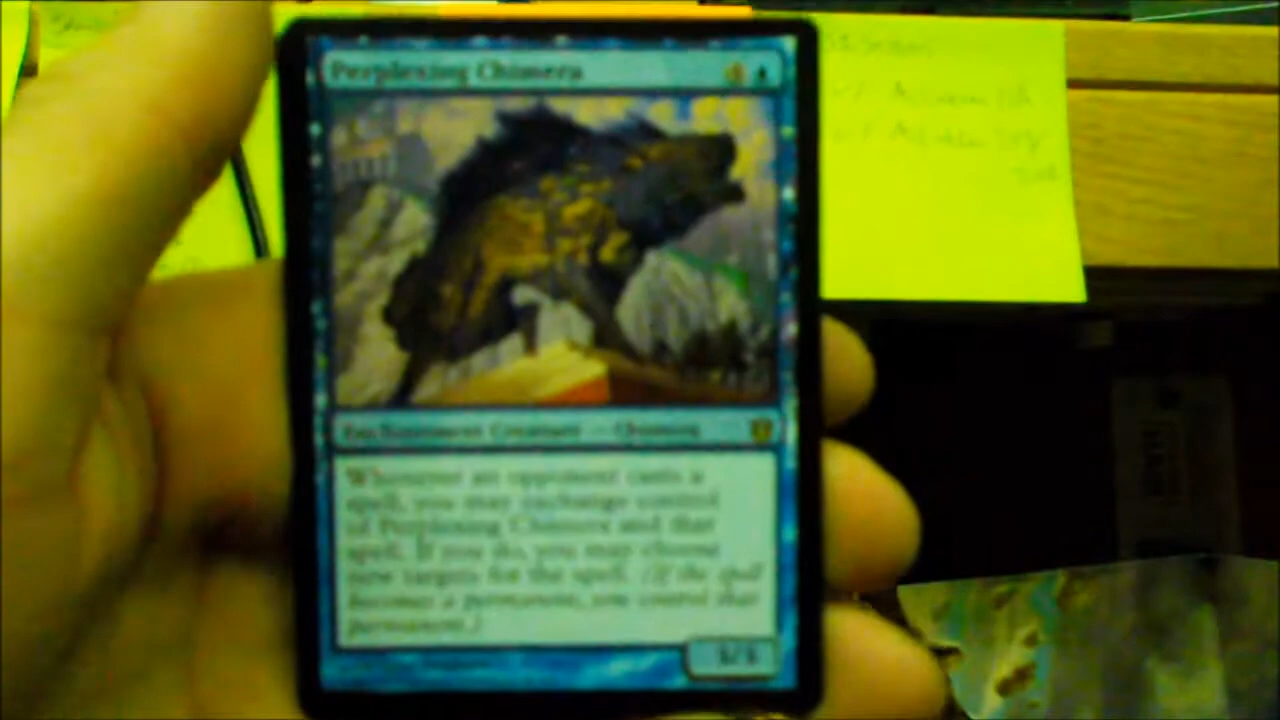 Perplexing Chimera 4
Enchantment Creature — Chimera
Whenever an opponent casts a
spell, you may exchange control
of Perplexing Chimera and that
spell. If you do, you may choose
new targets for the spell. (If the spell
becomes a permanent, you control that
permanent.)
3/3